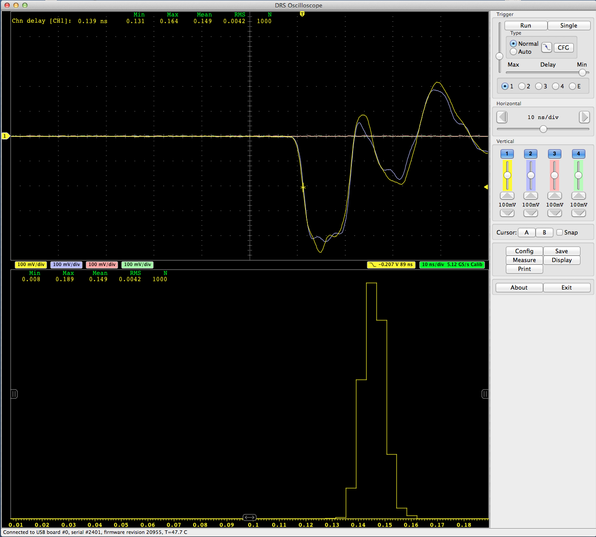 DRS Oscilloscope
Min Max Mean RMS N
Chn delay [CH1]: 0.139 ns 0.131 0.164 0.149 0.0042 1000
T
1
100 mV/div 100 mV/div 100 mV/div 100 mV/div -0.207 V 89 ns 10 ns/div 5.12 GS/s Calib
Min Max Mean RMS N
0.008 0.189 0.149 0.0042 1000
0.01 0.02 0.03 0.04 0.05 0.06 0.07 0.08 0.09 0.1 0.11 0.12 0.13 0.14 0.15 0.16 0.17 0.18
Connected to USB board #0, serial #2401, firmware revision 20955, T=47.7 C
Trigger
Run Single
Type
Normal
Auto
CFG
Max Delay Min
1 2 3 4 E
Horizontal
10 ns/div
Vertical
1 2 3 4
100mV 100mV 100mV 100mV
Cursor: A B Snap
Config Save
Measure Display
Print
About Exit